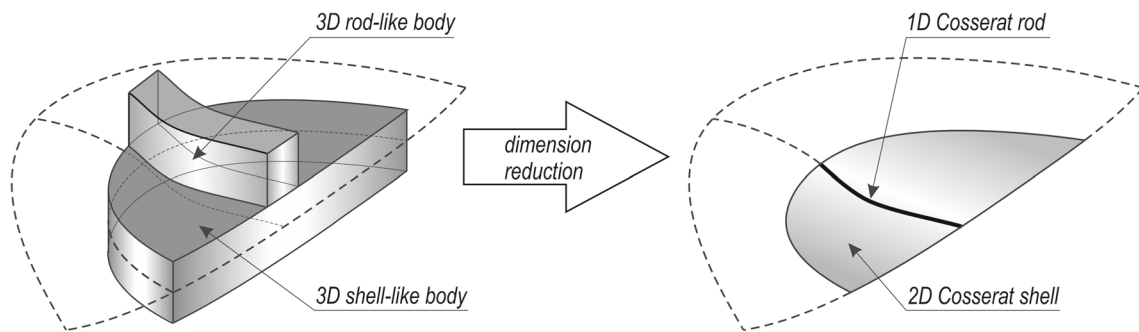 3D rod-like body
1D Cosserat rod
dimension
reduction
3D shell-like body
2D Cosserat shell